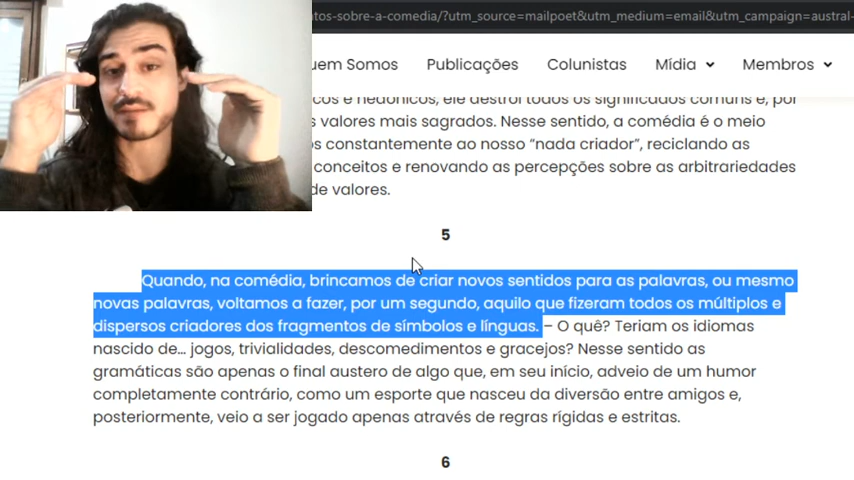 ntos-sobre-a-comedia/?utm_source=mailpoet&utm_medium=email&utm_campaign=austral-
uem Somos Publicações Colunistas Mídia Membros
icos e hedônicos, ele destrói todos os significados comuns e, por
s valores mais sagrados. Nesse sentido, a comédia é o meio
os constantemente ao nosso “nada criador”, reciclando as
conceitos e renovando as percepções sobre as arbitrariedades
de valores.
5
Quando, na comédia, brincamos de criar novos sentidos para as palavras, ou mesmo
novas palavras, voltamos a fazer, por um segundo, aquilo que fizeram todos os múltiplos e
dispersos criadores dos fragmentos de símbolos e línguas. – O quê? Teriam os idiomas
nascido de... jogos, trivialidades, descomedimentos e gracejos? Nesse sentido as
gramáticas são apenas o final austero de algo que, em seu início, adveio de um humor
completamente contrário, como um esporte que nasceu da diversão entre amigos e,
posteriormente, veio a ser jogado apenas através de regras rígidas e estritas.
6